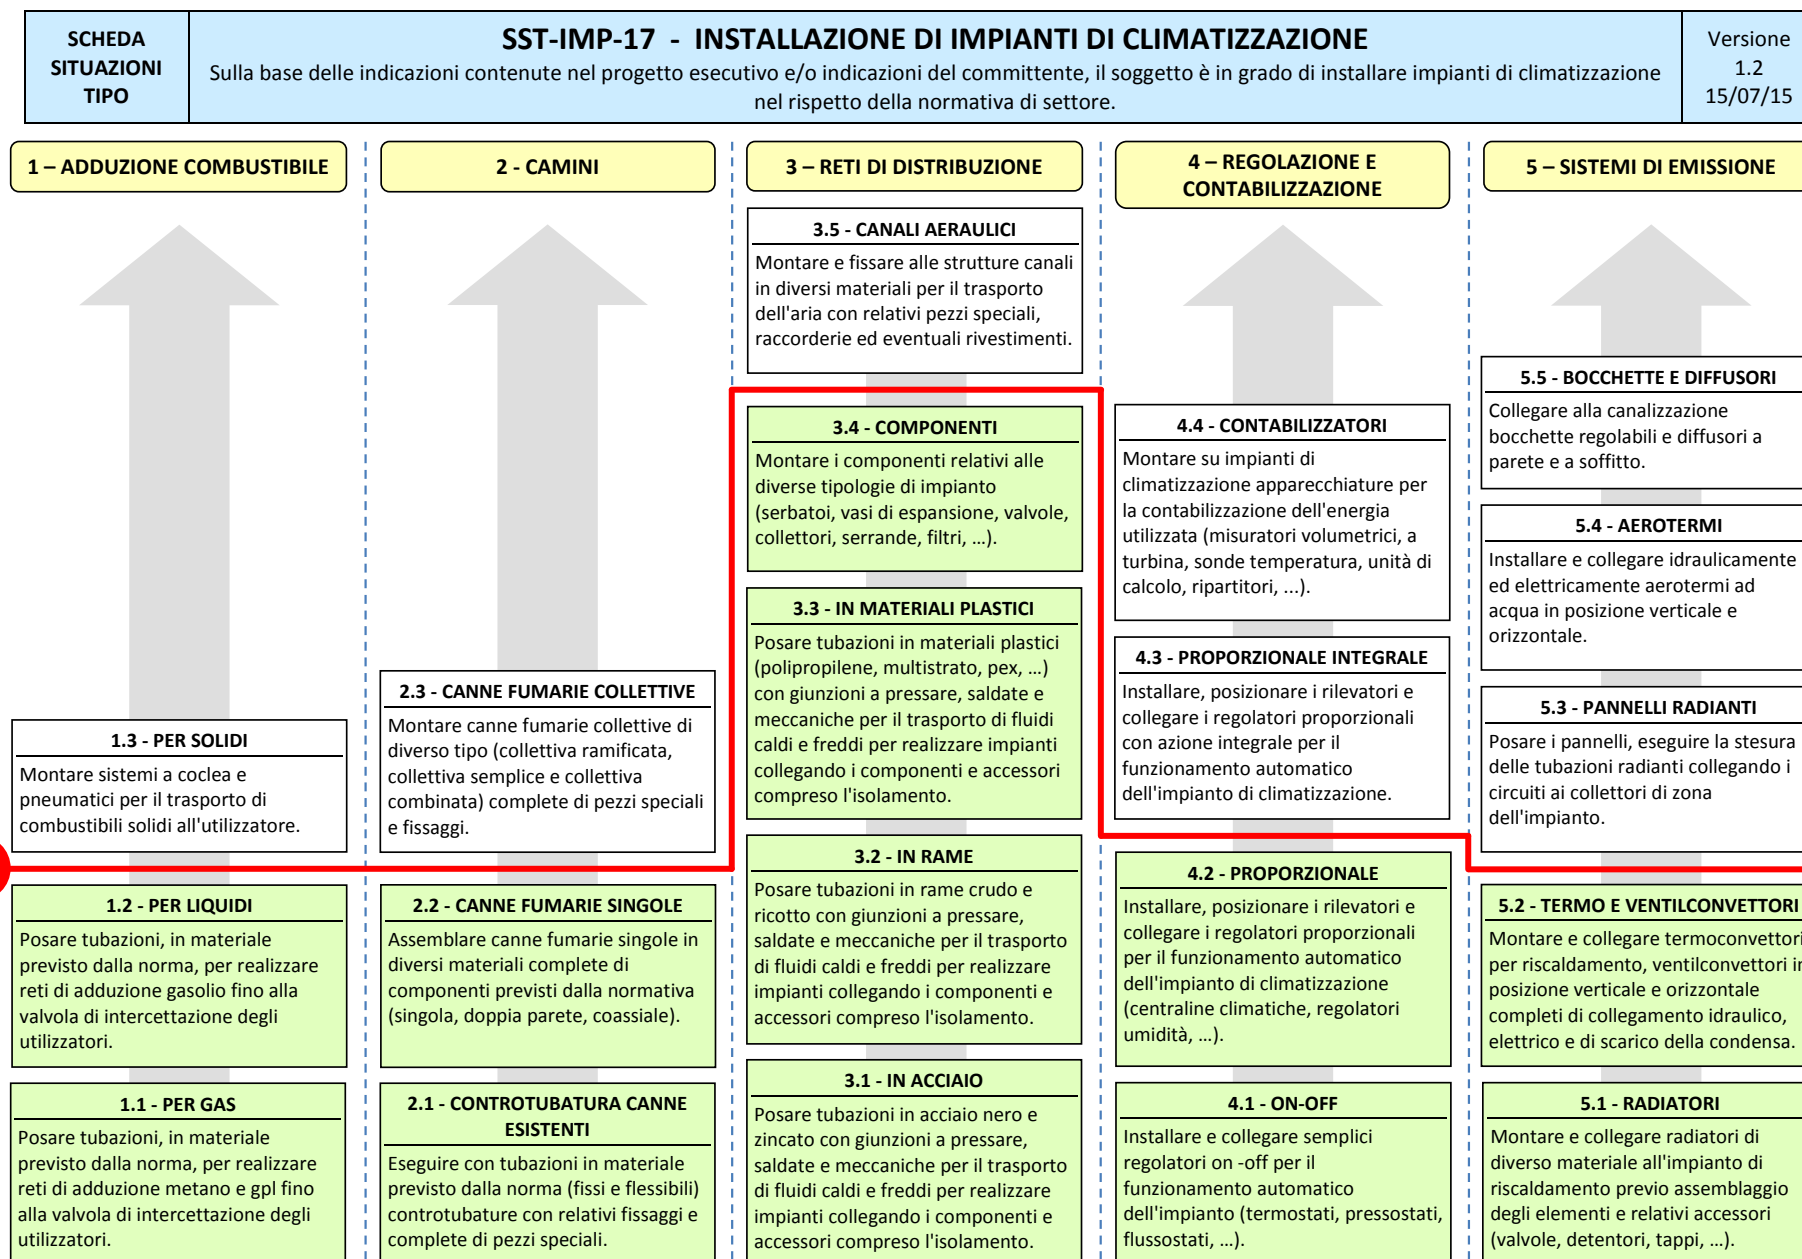 SCHEDA
SITUAZIONI
TIPO
SST-IMP-17 - INSTALLAZIONE DI IMPIANTI DI CLIMATIZZAZIONE
Sulla base delle indicazioni contenute nel progetto esecutivo e/o indicazioni del committente, il soggetto è in grado di installare impianti di climatizzazione
nel rispetto della normativa di settore.
Versione
1.2
15/07/15
1 – ADDUZIONE COMBUSTIBILE
1.3 - PER SOLIDI
Montare sistemi a coclea e
pneumatici per il trasporto di
combustibili solidi all'utilizzatore.
1.2 - PER LIQUIDI
Posare tubazioni, in materiale
previsto dalla norma, per realizzare
reti di adduzione gasolio fino alla
valvola di intercettazione degli
utilizzatori.
1.1 - PER GAS
Posare tubazioni, in materiale
previsto dalla norma, per realizzare
reti di adduzione metano e gpl fino
alla valvola di intercettazione degli
utilizzatori.
2 - CAMINI
2.3 - CANNE FUMARIE COLLETTIVE
Montare canne fumarie collettive di
diverso tipo (collettiva ramificata,
collettiva semplice e collettiva
combinata) complete di pezzi speciali
e fissaggi.
2.2 - CANNE FUMARIE SINGOLE
Assemblare canne fumarie singole in
diversi materiali complete di
componenti previsti dalla normativa
(singola, doppia parete, coassiale).
2.1 - CONTROTUBATURA CANNE
ESISTENTI
Eseguire con tubazioni in materiale
previsto dalla norma (fissi e flessibili)
controtubature con relativi fissaggi e
complete di pezzi speciali.
3 – RETI DI DISTRIBUZIONE
3.5 - CANALI AERAULICI
Montare e fissare alle strutture canali
in diversi materiali per il trasporto
dell'aria con relativi pezzi speciali,
raccorderie ed eventuali rivestimenti.
3.4 - COMPONENTI
Montare i componenti relativi alle
diverse tipologie di impianto
(serbatoi, vasi di espansione, valvole,
collettori, serrande, filtri, …).
3.3 - IN MATERIALI PLASTICI
Posare tubazioni in materiali plastici
(polipropilene, multistrato, pex, …)
con giunzioni a pressare, saldate e
meccaniche per il trasporto di fluidi
caldi e freddi per realizzare impianti
collegando i componenti e accessori
compreso l'isolamento.
3.2 - IN RAME
Posare tubazioni in rame crudo e
ricotto con giunzioni a pressare,
saldate e meccaniche per il trasporto
di fluidi caldi e freddi per realizzare
impianti collegando i componenti e
accessori compreso l'isolamento.
3.1 - IN ACCIAIO
Posare tubazioni in acciaio nero e
zincato con giunzioni a pressare,
saldate e meccaniche per il trasporto
di fluidi caldi e freddi per realizzare
impianti collegando i componenti e
accessori compreso l'isolamento.
4 – REGOLAZIONE E
CONTABILIZZAZIONE
4.4 - CONTABILIZZATORI
Montare su impianti di
climatizzazione apparecchiature per
la contabilizzazione dell'energia
utilizzata (misuratori volumetrici, a
turbina, sonde temperatura, unità di
calcolo, ripartitori, ...).
4.3 - PROPORZIONALE INTEGRALE
Installare, posizionare i rilevatori e
collegare i regolatori proporzionali
con azione integrale per il
funzionamento automatico
dell'impianto di climatizzazione.
4.2 - PROPORZIONALE
Installare, posizionare i rilevatori e
collegare i regolatori proporzionali
per il funzionamento automatico
dell'impianto di climatizzazione
(centraline climatiche, regolatori
umidità, …).
4.1 - ON-OFF
Installare e collegare semplici
regolatori on -off per il
funzionamento automatico
dell'impianto (termostati, pressostati,
flussostati, …).
5 – SISTEMI DI EMISSIONE
5.5 - BOCCHETTE E DIFFUSORI
Collegare alla canalizzazione
bocchette regolabili e diffusori a
parete e a soffitto.
5.4 - AEROTERMI
Installare e collegare idraulicamente
ed elettricamente aerotermi ad
acqua in posizione verticale e
orizzontale.
5.3 - PANNELLI RADIANTI
Posare i pannelli, eseguire la stesura
delle tubazioni radianti collegando i
circuiti ai collettori di zona
dell'impianto.
5.2 - TERMO E VENTILCONVETTORI
Montare e collegare termoconvettori
per riscaldamento, ventilconvettori in
posizione verticale e orizzontale
completi di collegamento idraulico,
elettrico e di scarico della condensa.
5.1 - RADIATORI
Montare e collegare radiatori di
diverso materiale all'impianto di
riscaldamento previo assemblaggio
degli elementi e relativi accessori
(valvole, detentori, tappi, …).